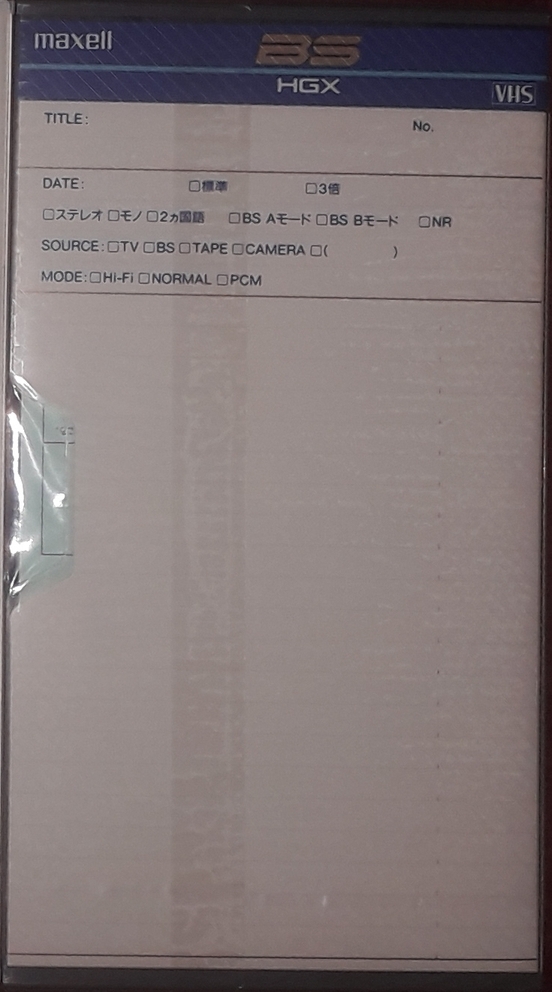 maxell BS
HGX VHS
TITLE: No.
DATE: □標準 □3倍
□ステレオ □モノ □2ヵ国語 □BS Aモード □BS Bモード □NR
SOURCE:□TV □BS □TAPE □CAMERA □( )
MODE:□Hi-Fi □NORMAL □PCM